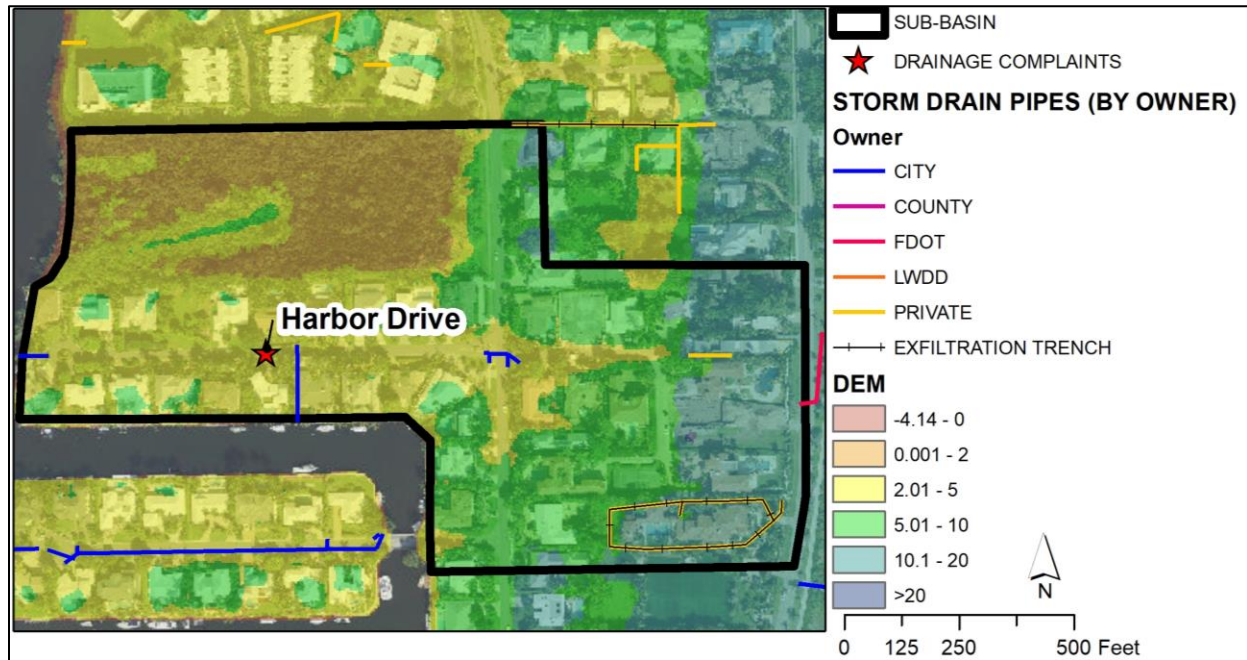 Harbor Drive
SUB-BASIN
DRAINAGE COMPLAINTS
STORM DRAIN PIPES (BY OWNER)
Owner
CITY
COUNTY
FDOT
LWDD
PRIVATE
EXFILTRATION TRENCH
DEM
-4.14 - 0
0.001 - 2
2.01 - 5
5.01 - 10
10.1 - 20
>20
N
0 125 250 500 Feet